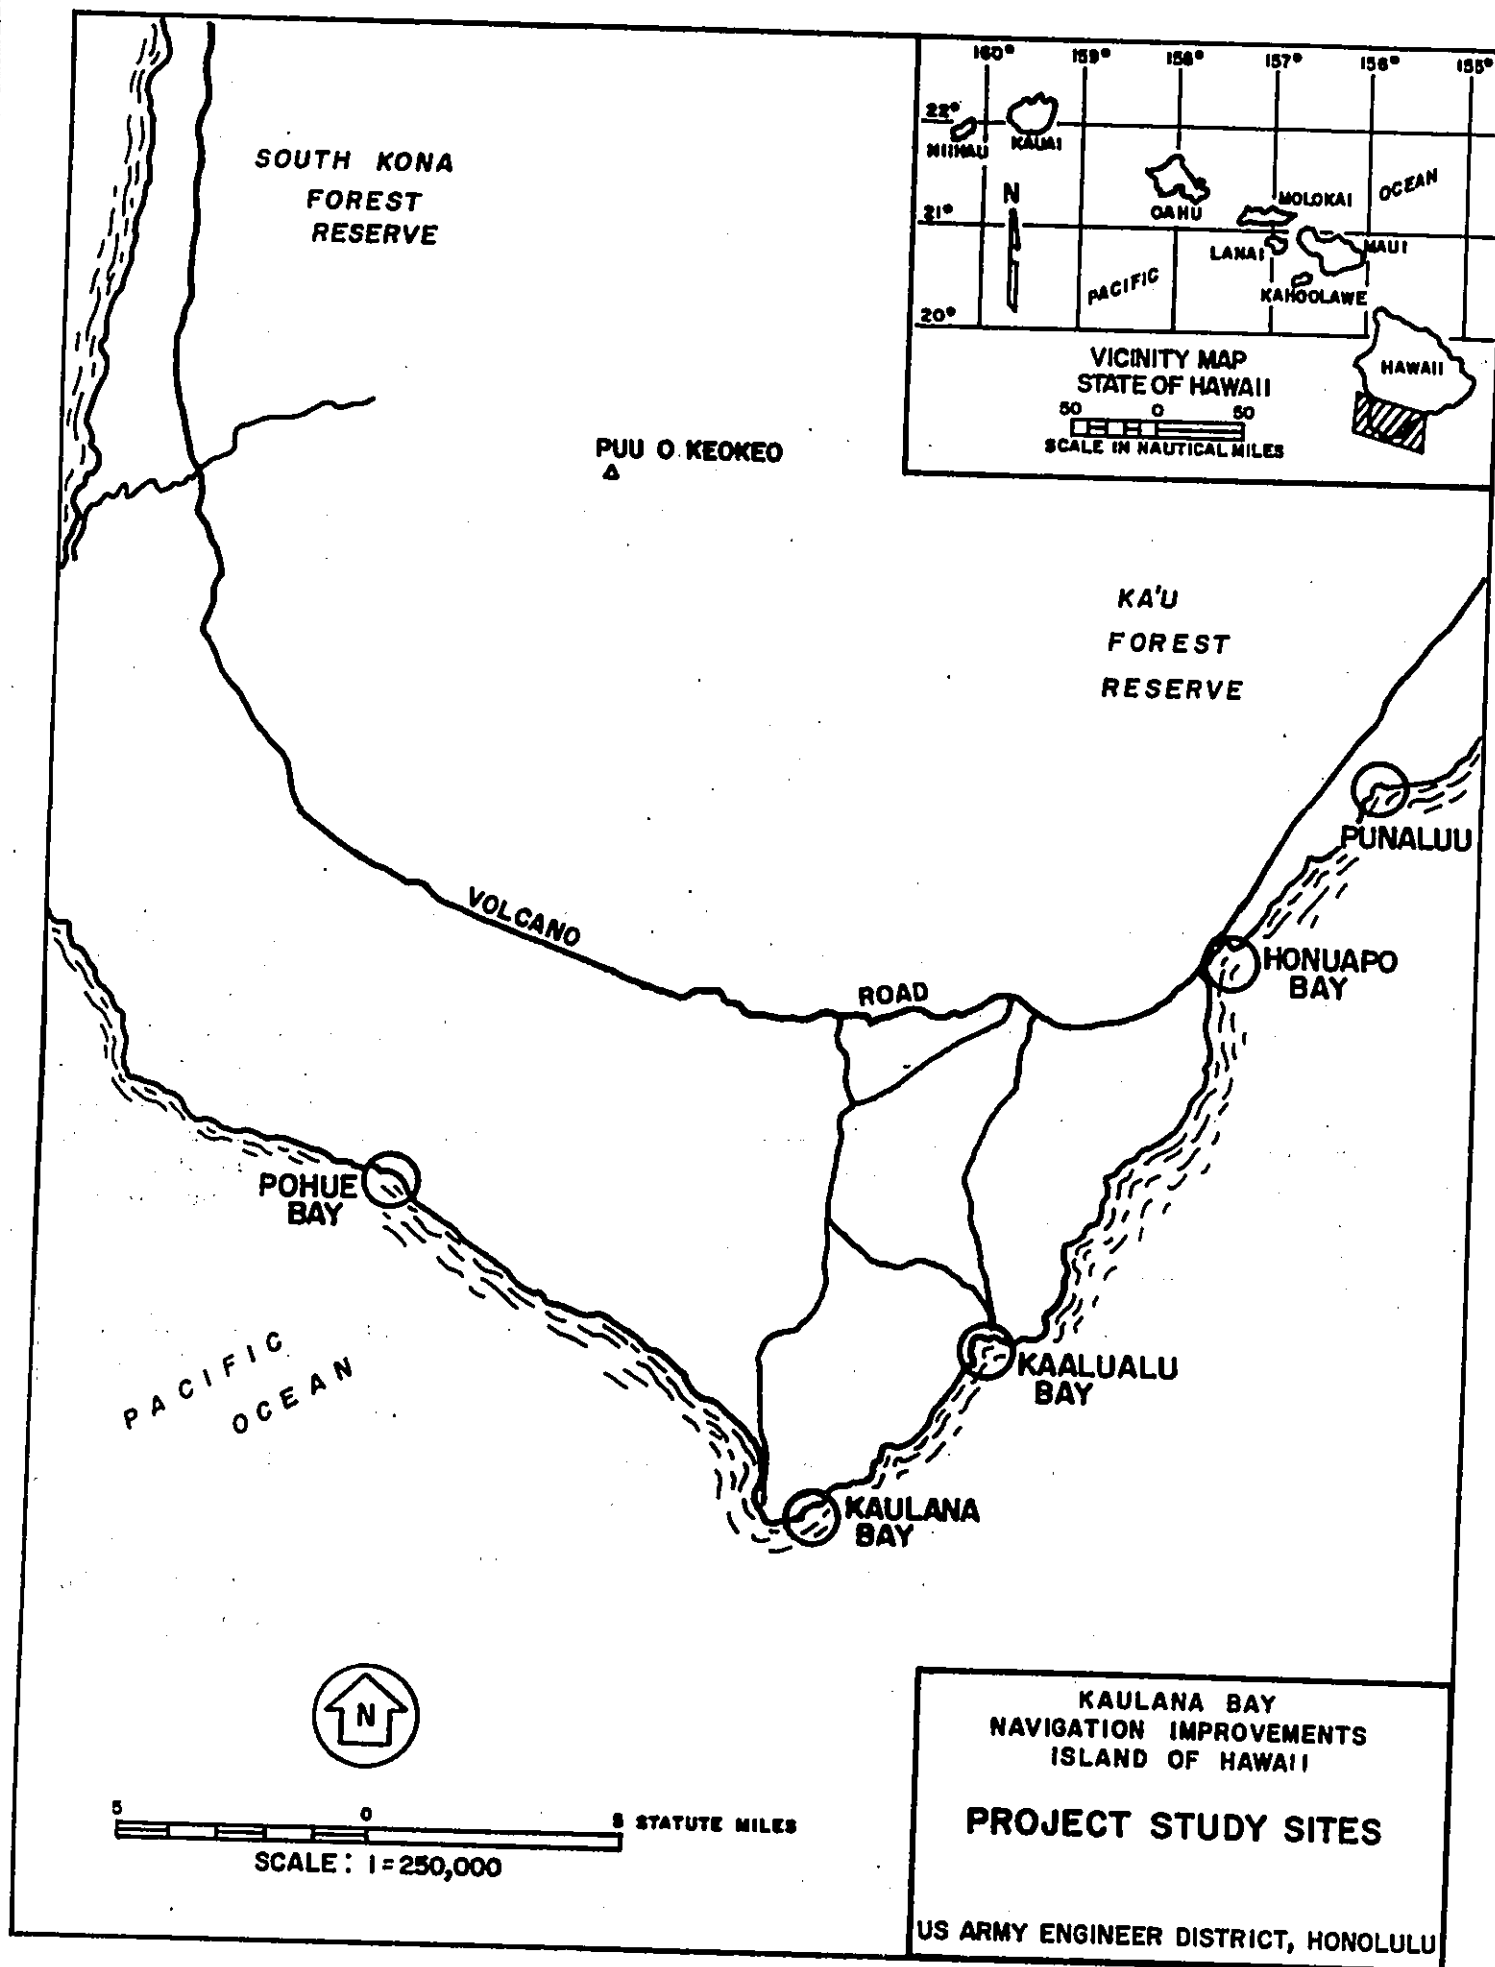 160° 159° 158° 157° 156° 155°
22°
NIIHAU KAUAI
N
OAHU
MOLOKAI
OCEAN
21°
LANAI
MAUI
PACIFIC
KAHOOLAWE
20°
HAWAII
VICINITY MAP
STATE OF HAWAII
50 0 50
SCALE IN NAUTICAL MILES
SOUTH KONA
FOREST
RESERVE
PUU O KEOKEO
KA'U
FOREST
RESERVE
PUNALUU
VOLCANO
ROAD
HONUAPO
BAY
POHUE
BAY
PACIFIC
OCEAN
KAALUALU
BAY
KAULANA
BAY
N
5 0 5 STATUTE MILES
SCALE: 1=250,000
KAULANA BAY
NAVIGATION IMPROVEMENTS
ISLAND OF HAWAII
PROJECT STUDY SITES
US ARMY ENGINEER DISTRICT, HONOLULU